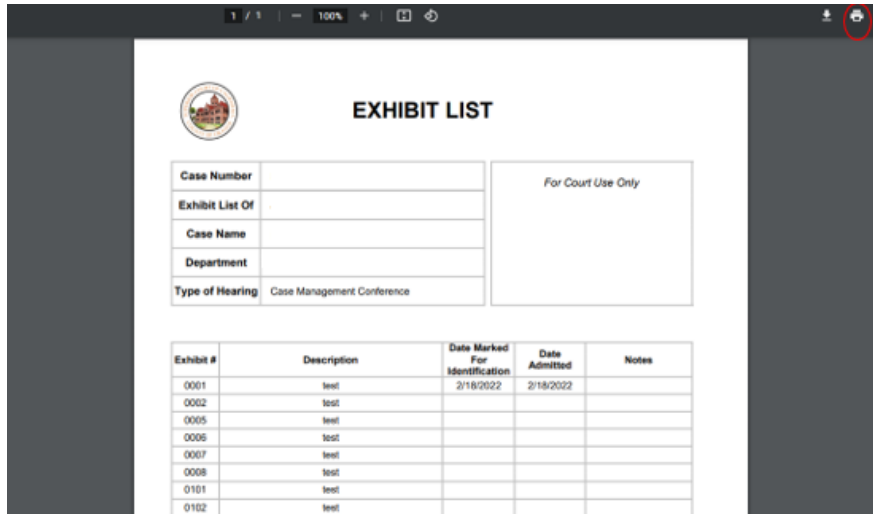 1 / 1 100%
EXHIBIT LIST
Case Number
For Court Use Only
Exhibit List Of
Case Name
Department
Type of Hearing Case Management Conference
Exhibit # Description Date Marked For Identification Date Admitted Notes
0001 test 2/18/2022 2/18/2022
0002 test
0005 test
0006 test
0007 test
0008 test
0101 test
0102 test